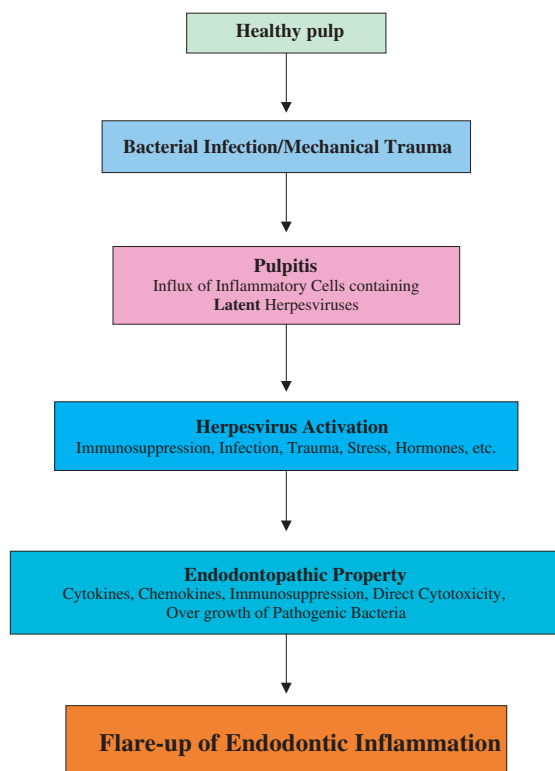 Healthy pulp
Bacterial Infection/Mechanical Trauma
Pulpitis
Influx of Inflammatory Cells containing
Latent Herpesviruses
Herpesvirus Activation
Immunosuppression, Infection, Trauma, Stress, Hormones, etc.
Endodontopathic Property
Cytokines, Chemokines, Immunosuppression, Direct Cytotoxicity,
Over growth of Pathogenic Bacteria
Flare-up of Endodontic Inflammation